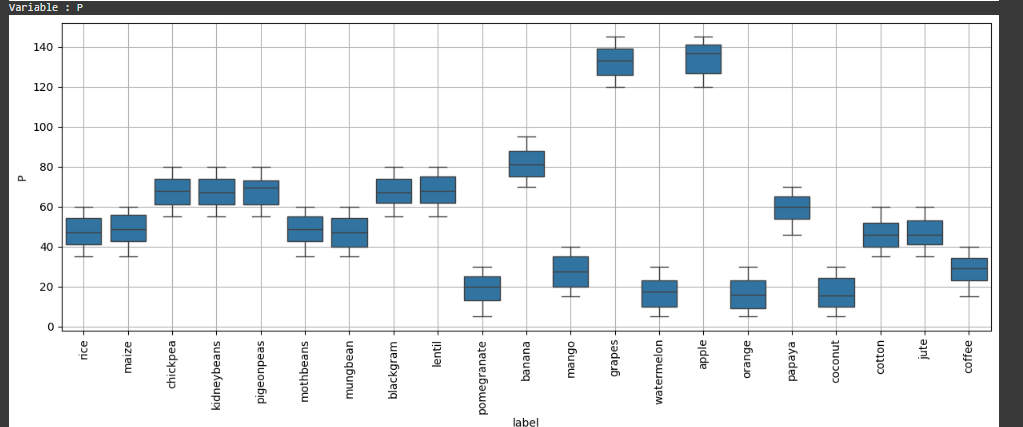 Variable : P
140
120
100
80
60
40
20
0
P
rice
maize
chickpea
kidneybeans
pigeonpeas
mothbeans
mungbean
blackgram
lentil
pomegranate
banana
mango
grapes
watermelon
apple
orange
papaya
coconut
cotton
jute
coffee
label